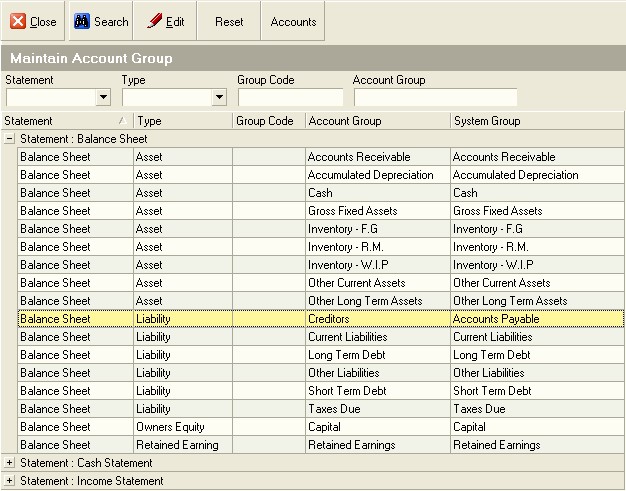 Close Search Edit Reset Accounts
Maintain Account Group
Statement Type Group Code Account Group
Statement Type Group Code Account Group System Group
Statement : Balance Sheet
Balance Sheet Asset Accounts Receivable Accounts Receivable
Balance Sheet Asset Accumulated Depreciation Accumulated Depreciation
Balance Sheet Asset Cash Cash
Balance Sheet Asset Gross Fixed Assets Gross Fixed Assets
Balance Sheet Asset Inventory - F.G Inventory - F.G
Balance Sheet Asset Inventory - R.M. Inventory - R.M.
Balance Sheet Asset Inventory - W.I.P Inventory - W.I.P
Balance Sheet Asset Other Current Assets Other Current Assets
Balance Sheet Asset Other Long Term Assets Other Long Term Assets
Balance Sheet Liability Creditors Accounts Payable
Balance Sheet Liability Current Liabilities Current Liabilities
Balance Sheet Liability Long Term Debt Long Term Debt
Balance Sheet Liability Other Liabilities Other Liabilities
Balance Sheet Liability Short Term Debt Short Term Debt
Balance Sheet Liability Taxes Due Taxes Due
Balance Sheet Owners Equity Capital Capital
Balance Sheet Retained Earning Retained Earnings Retained Earnings
Statement : Cash Statement
Statement : Income Statement